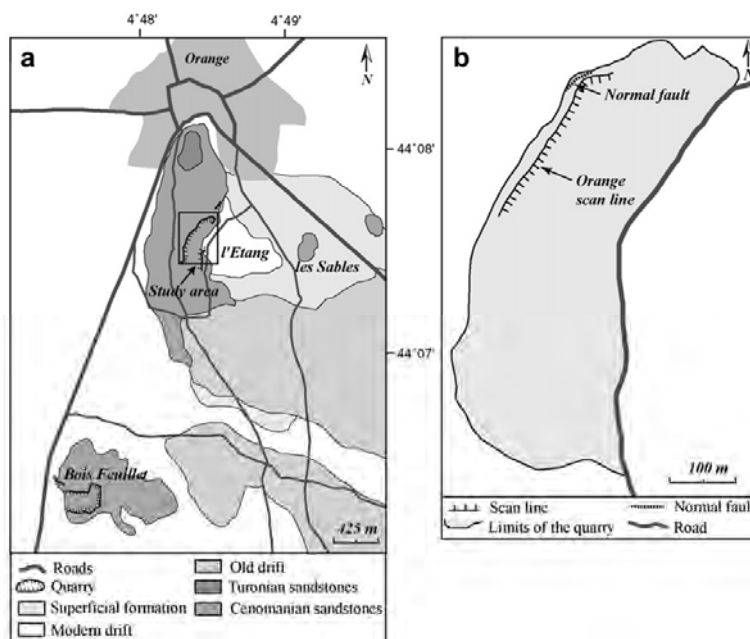 4°48'
4°49'
a
Orange
N
44°08'
l'Etang
les Sables
Study area
44°07'
Bois Feuillet
425 m
Roads
Quarry
Superficial formation
Modern drift
Old drift
Turonian sandstones
Cenomanian sandstones
b
N
Normal fault
Orange
scan line
100 m
Scan line
Normal fault
Limits of the quarry
Road